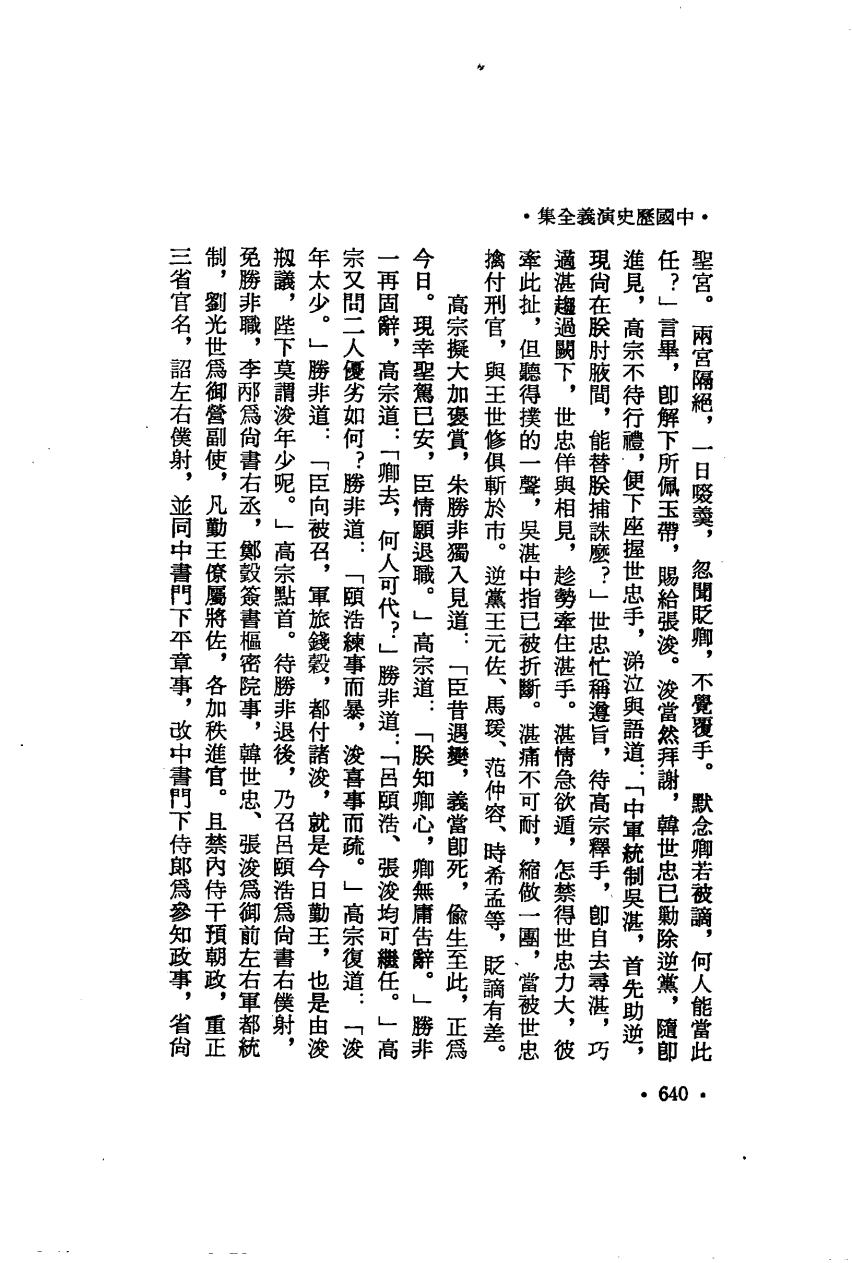 •中國歷史演義全集•
聖宮。兩宮隔絕，一日啜羹，忽聞貶卿，不覺覆手。默念卿若被謫，何人能當此
任？」言畢，卽解下所佩玉帶，賜給張浚。浚當然拜謝，韓世忠已勦除逆黨，隨卽
進見，高宗不待行禮，便下座握世忠手，涕泣與語道：「中軍統制吳湛，首先助逆，
現尙在朕肘腋間，能替朕捕誅麼？」世忠忙稱遵旨，待高宗釋手，卽自去尋湛，巧
適湛趨過闕下，世忠佯與相見，趁勢牽住湛手。湛情急欲遁，怎禁得世忠力大，彼
牽此扯，但聽得撲的一聲，吳湛中指已被折斷。湛痛不可耐，縮做一團，當被世忠
擒付刑官，與王世修俱斬於市。逆黨王元佐、馬瑗、范仲容、時希孟等，貶謫有差。
高宗擬大加褒賞，朱勝非獨入見道：「臣昔遇變，義當卽死，偸生至此，正爲
今日。現幸聖駕已安，臣情願退職。」高宗道：「朕知卿心，卿無庸告辭。」勝非
一再固辭，高宗道：「卿去，何人可代？」勝非道：「呂頤浩、張浚均可繼任。」高
宗又問二人優劣如何？勝非道：「頤浩練事而暴，浚喜事而疏。」高宗復道：「浚
年太少。」勝非道：「臣向被召，軍旅錢穀，都付諸浚，就是今日勤王，也是由浚
剏議，陛下莫謂浚年少呢。」高宗點首。待勝非退後，乃召呂頤浩爲尙書右僕射，
免勝非職，李邴爲尙書右丞，鄭瑴簽書樞密院事，韓世忠、張浚爲御前左右軍都統
制，劉光世爲御營副使，凡勤王僚屬將佐，各加秩進官。且禁內侍干預朝政，重正
三省官名，詔左右僕射，並同中書門下平章事，改中書門下侍郞爲參知政事，省尙
•640•